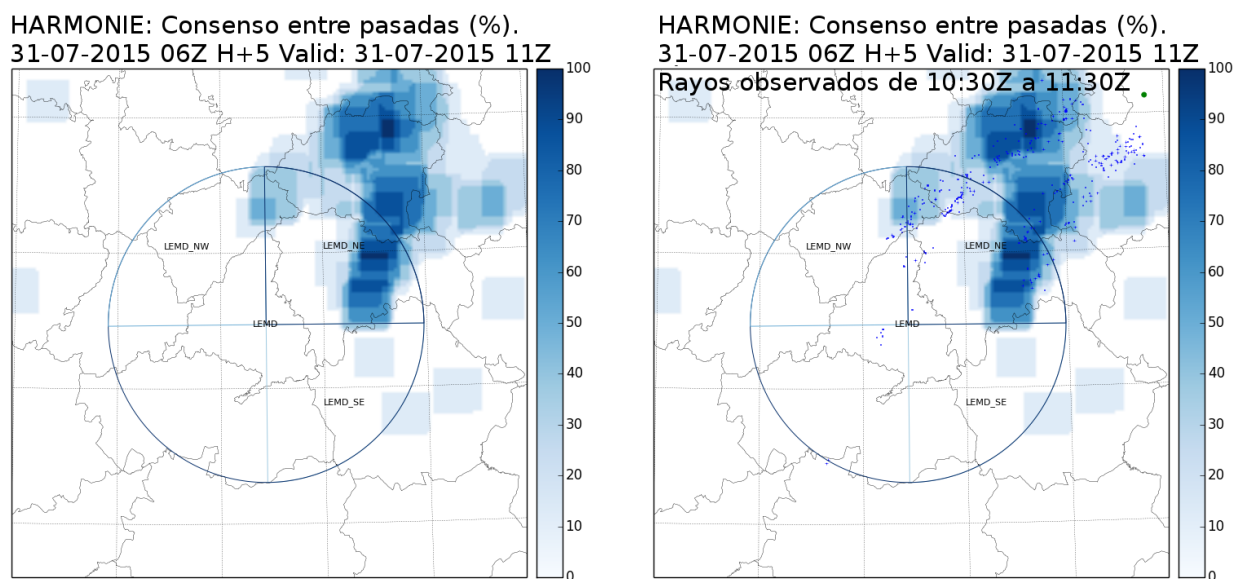 HARMONIE: Consenso entre pasadas (%).
31-07-2015 06Z H+5 Valid: 31-07-2015 11Z
100
90
80
70
60
50
40
30
20
10
0
LEMD_NW
LEMD_NE
LEMD
LEMD_SE
HARMONIE: Consenso entre pasadas (%).
31-07-2015 06Z H+5 Valid: 31-07-2015 11Z
Rayos observados de 10:30Z a 11:30Z
100
90
80
70
60
50
40
30
20
10
0
LEMD_NW
LEMD_NE
LEMD
LEMD_SE